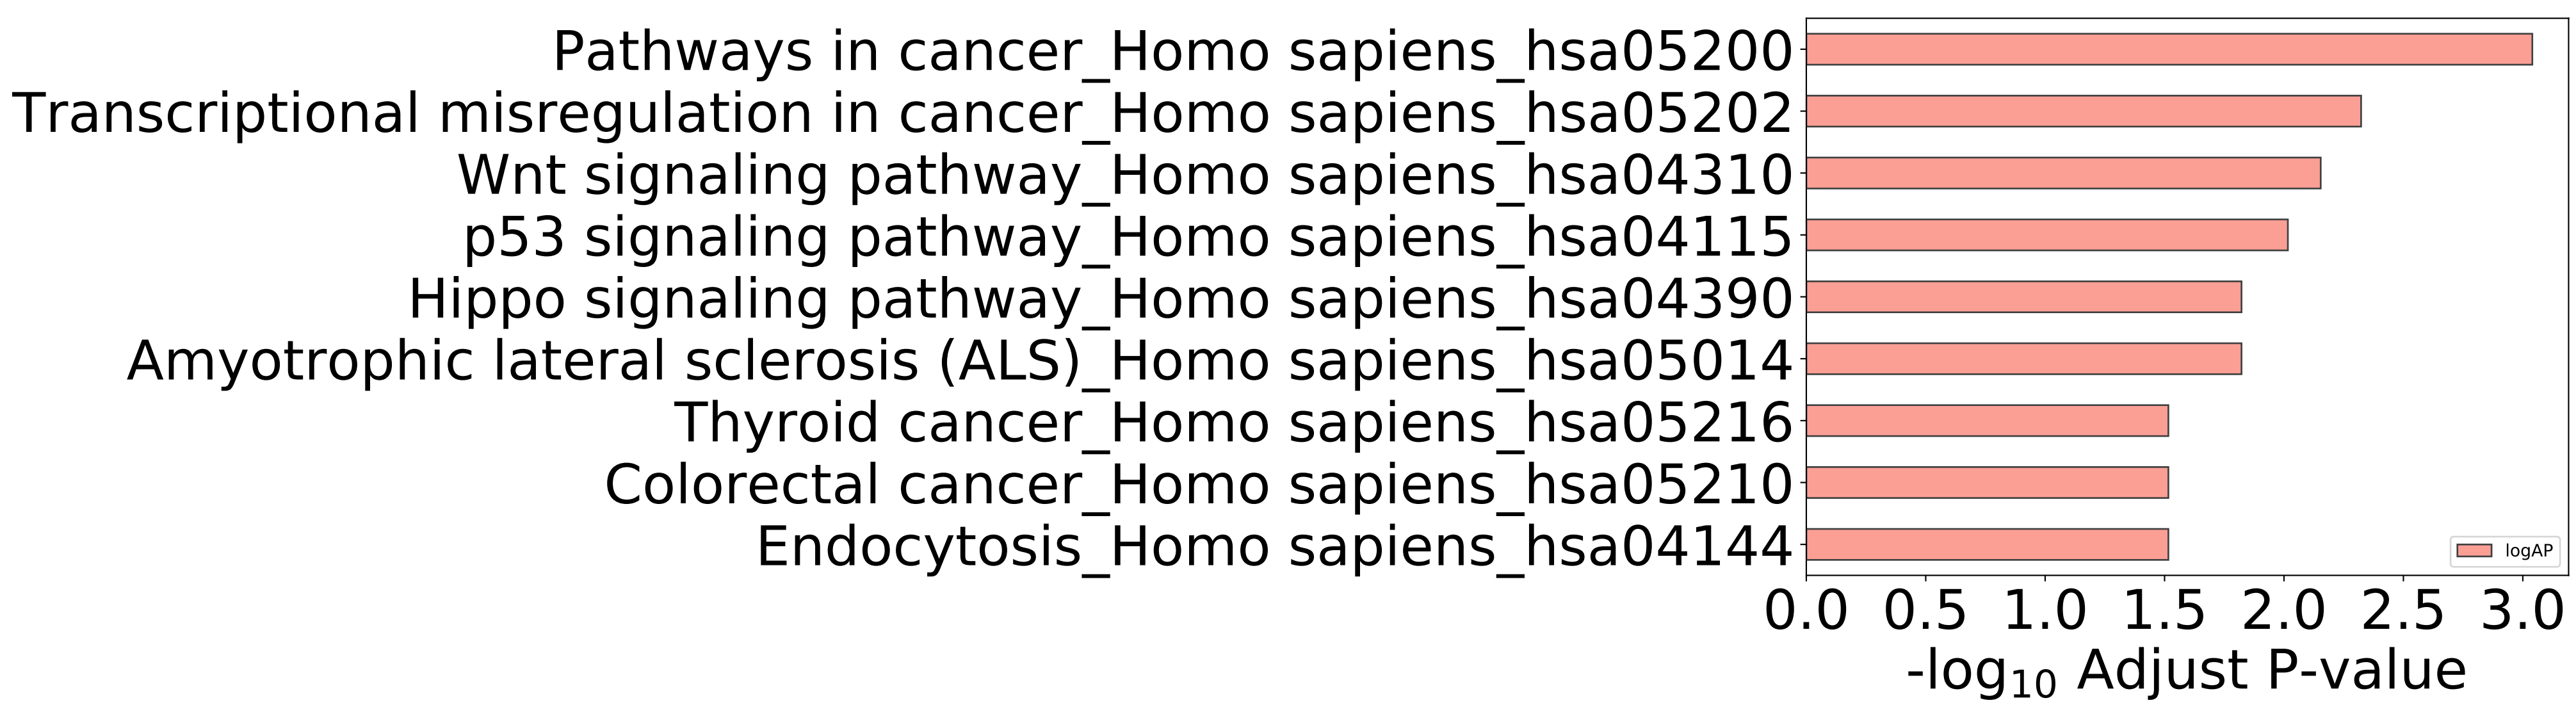 Pathways in cancer_Homo sapiens_hsa05200
Transcriptional misregulation in cancer_Homo sapiens_hsa05202
Wnt signaling pathway_Homo sapiens_hsa04310
p53 signaling pathway_Homo sapiens_hsa04115
Hippo signaling pathway_Homo sapiens_hsa04390
Amyotrophic lateral sclerosis (ALS)_Homo sapiens_hsa05014
Thyroid cancer_Homo sapiens_hsa05216
Colorectal cancer_Homo sapiens_hsa05210
Endocytosis_Homo sapiens_hsa04144
logAP
0.0 0.5 1.0 1.5 2.0 2.5 3.0
-log₁₀ Adjust P-value